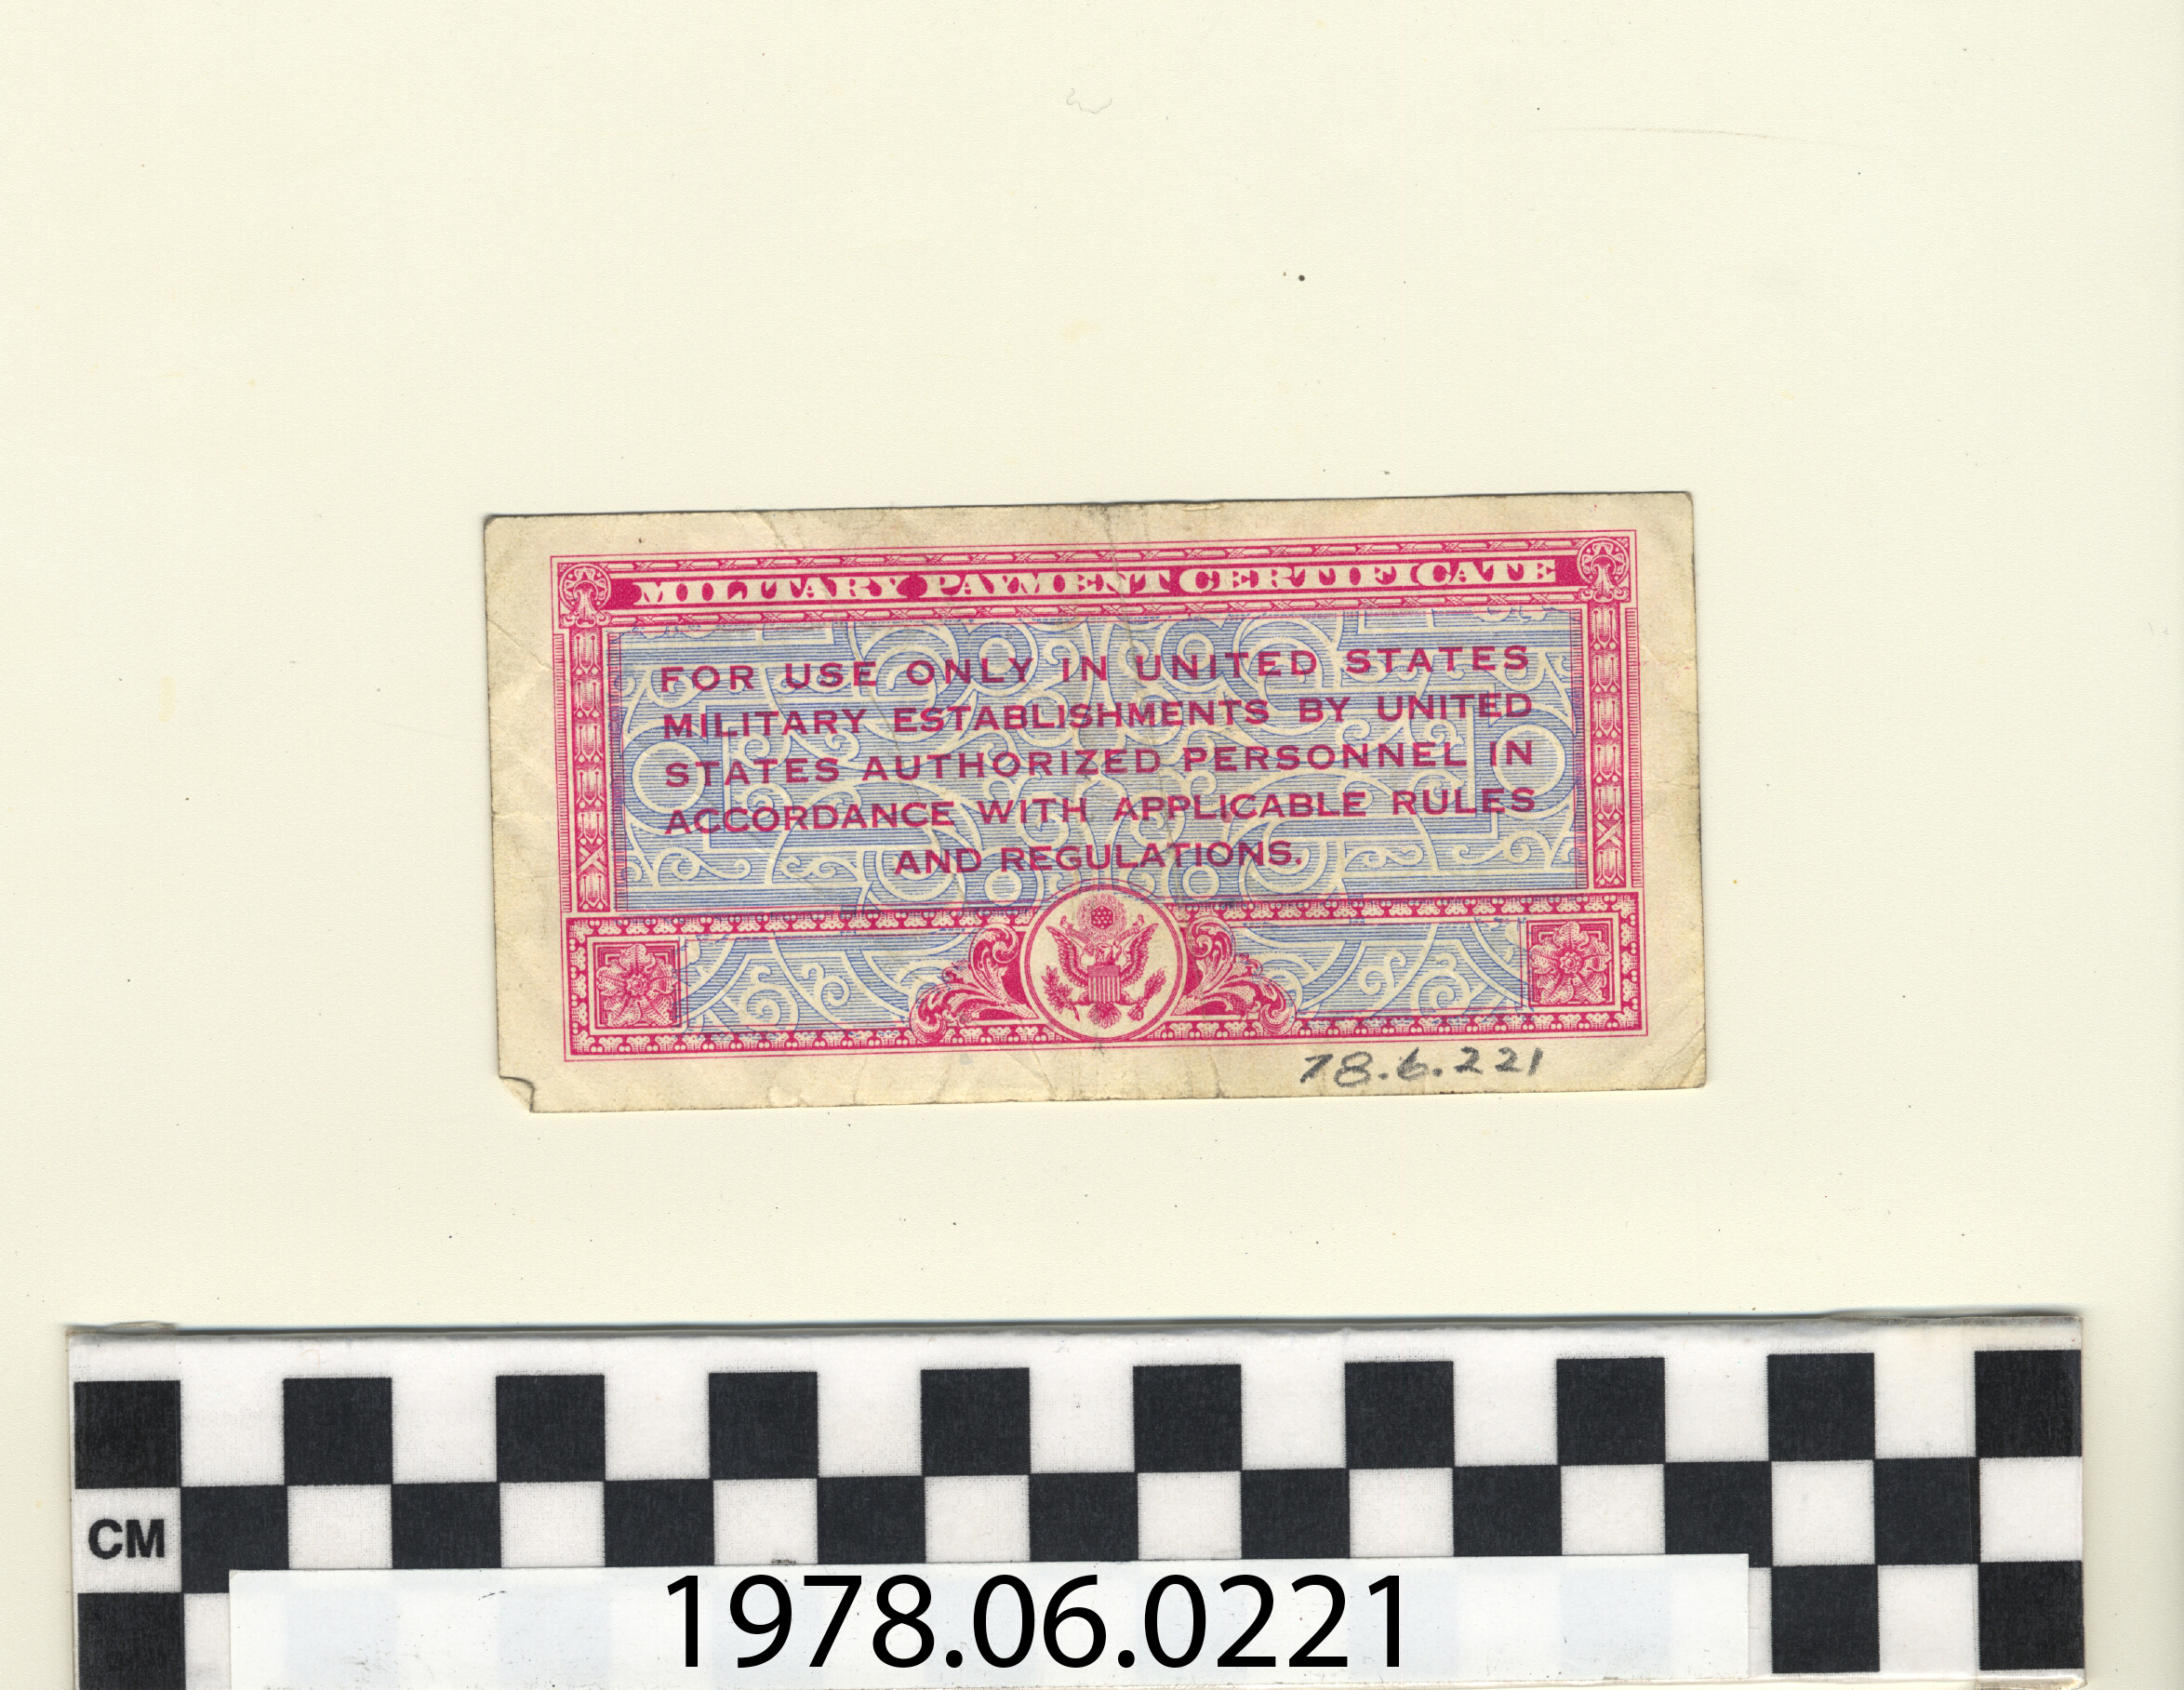 MILITARY PAYMENT CERTIFICATE
FOR USE ONLY IN UNITED STATES
MILITARY ESTABLISHMENTS BY UNITED
STATES AUTHORIZED PERSONNEL IN
ACCORDANCE WITH APPLICABLE RULES
AND REGULATIONS.
78.6.221
CM
1978.06.0221